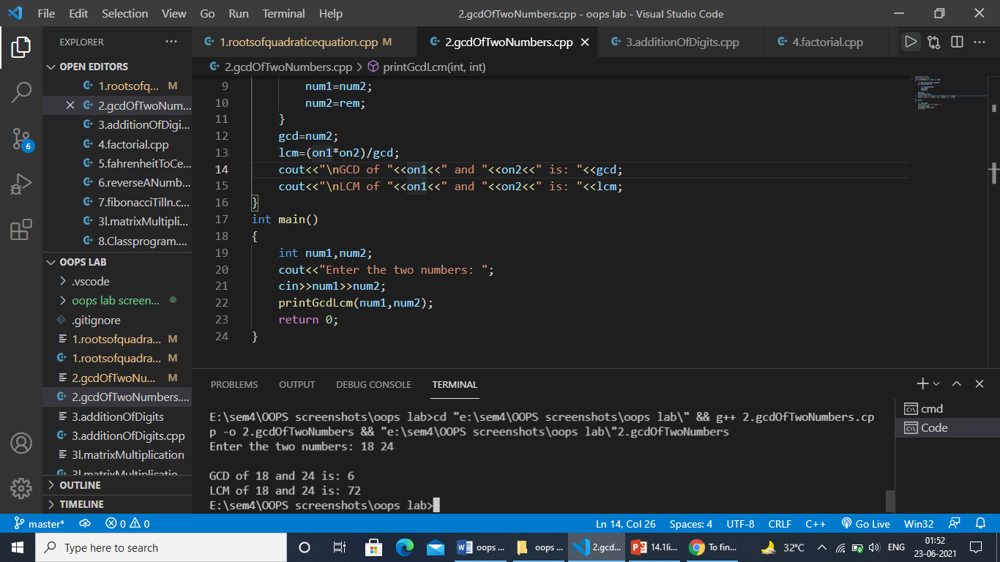 File Edit Selection View Go Run Terminal Help 2.gcdOfTwoNumbers.cpp - oops lab - Visual Studio Code
EXPLORER
OPEN EDITORS
1.rootsofq... M
2.gcdOfTwoNum...
3.additionOfDigi...
4.factorial.cpp
5.fahrenheitToCe...
6.reverseANumb...
7.fibonacciTilln.c...
3l.matrixMultipli...
8.Classprogram....
OOPS LAB
.vscode
oops lab screen...
.gitignore
1.rootsofquadra... M
1.rootsofquadra... M
2.gcdOfTwoNu... M
2.gcdOfTwoNumbers....
3.additionOfDigits
3.additionOfDigits.cpp
3l.matrixMultiplication
3l.matrixMultiplicatio
OUTLINE
TIMELINE
6
1.rootsofquadraticequation.cpp M 2.gcdOfTwoNumbers.cpp 3.additionOfDigits.cpp 4.factorial.cpp
2.gcdOfTwoNumbers.cpp > printGcdLcm(int, int)
9 num1=num2;
10 num2=rem;
11 }
12 gcd=num2;
13 lcm=(on1*on2)/gcd;
14 cout<<"\nGCD of "<<on1<<" and "<<on2<<" is: "<<gcd;
15 cout<<"\nLCM of "<<on1<<" and "<<on2<<" is: "<<lcm;
16 }
17 int main()
18 {
19 int num1,num2;
20 cout<<"Enter the two numbers: ";
21 cin>>num1>>num2;
22 printGcdLcm(num1,num2);
23 return 0;
24 }
PROBLEMS OUTPUT DEBUG CONSOLE TERMINAL
E:\sem4\OOPS screenshots\oops lab>cd "e:\sem4\OOPS screenshots\oops lab\" && g++ 2.gcdOfTwoNumbers.cp
p -o 2.gcdOfTwoNumbers && "e:\sem4\OOPS screenshots\oops lab\"2.gcdOfTwoNumbers
Enter the two numbers: 18 24
GCD of 18 and 24 is: 6
LCM of 18 and 24 is: 72
E:\sem4\OOPS screenshots\oops lab>
cmd
Code
master* 0 0 Ln 14, Col 26 Spaces: 4 UTF-8 CRLF C++ Go Live Win32
Type here to search oops ... oops ... 2.gcd... 14.1li... To fin... 32°C ENG 01:52
23-06-2021